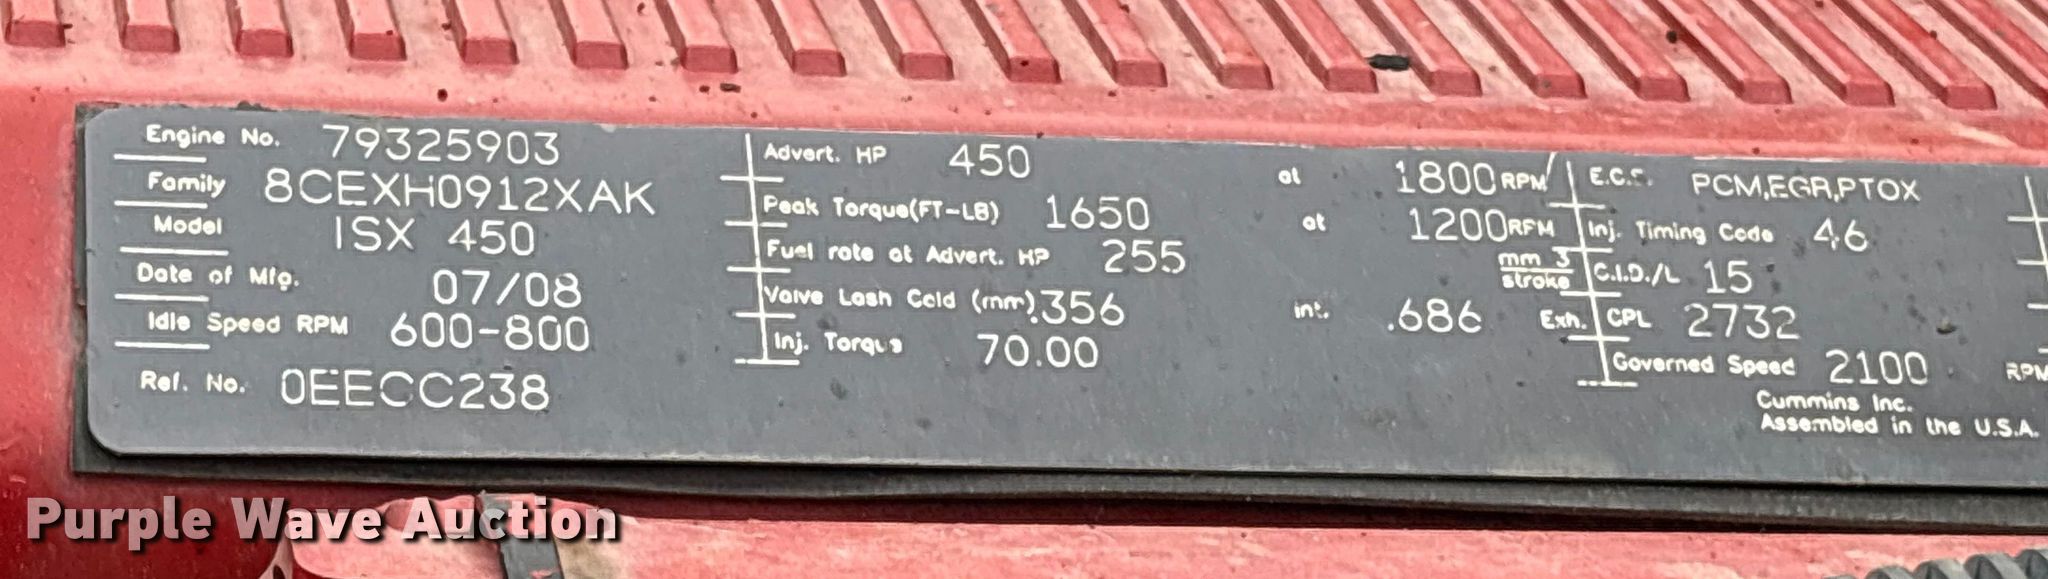 Engine No. 79325903
Family 8CEXH0912XAK
Model ISX 450
Date of Mfg. 07/08
Idle Speed RPM 600-800
Ref. No. 0EECC238
Advert. HP 450 at 1800 RPM
Peak Torque(FT-LB) 1650 at 1200 RPM
Fuel rate at Advert. HP 255 mm 3 stroke
Valve Lash Cold (mm) .356 int. .686 Exh.
Inj. Torque 70.00
E.C.S. PCM,EGR,PTOX
Inj. Timing Code 46
C.I.D./L 15
CPL 2732
Governed Speed 2100 RPM
Cummins Inc.
Assembled in the U.S.A.
Purple Wave Auction